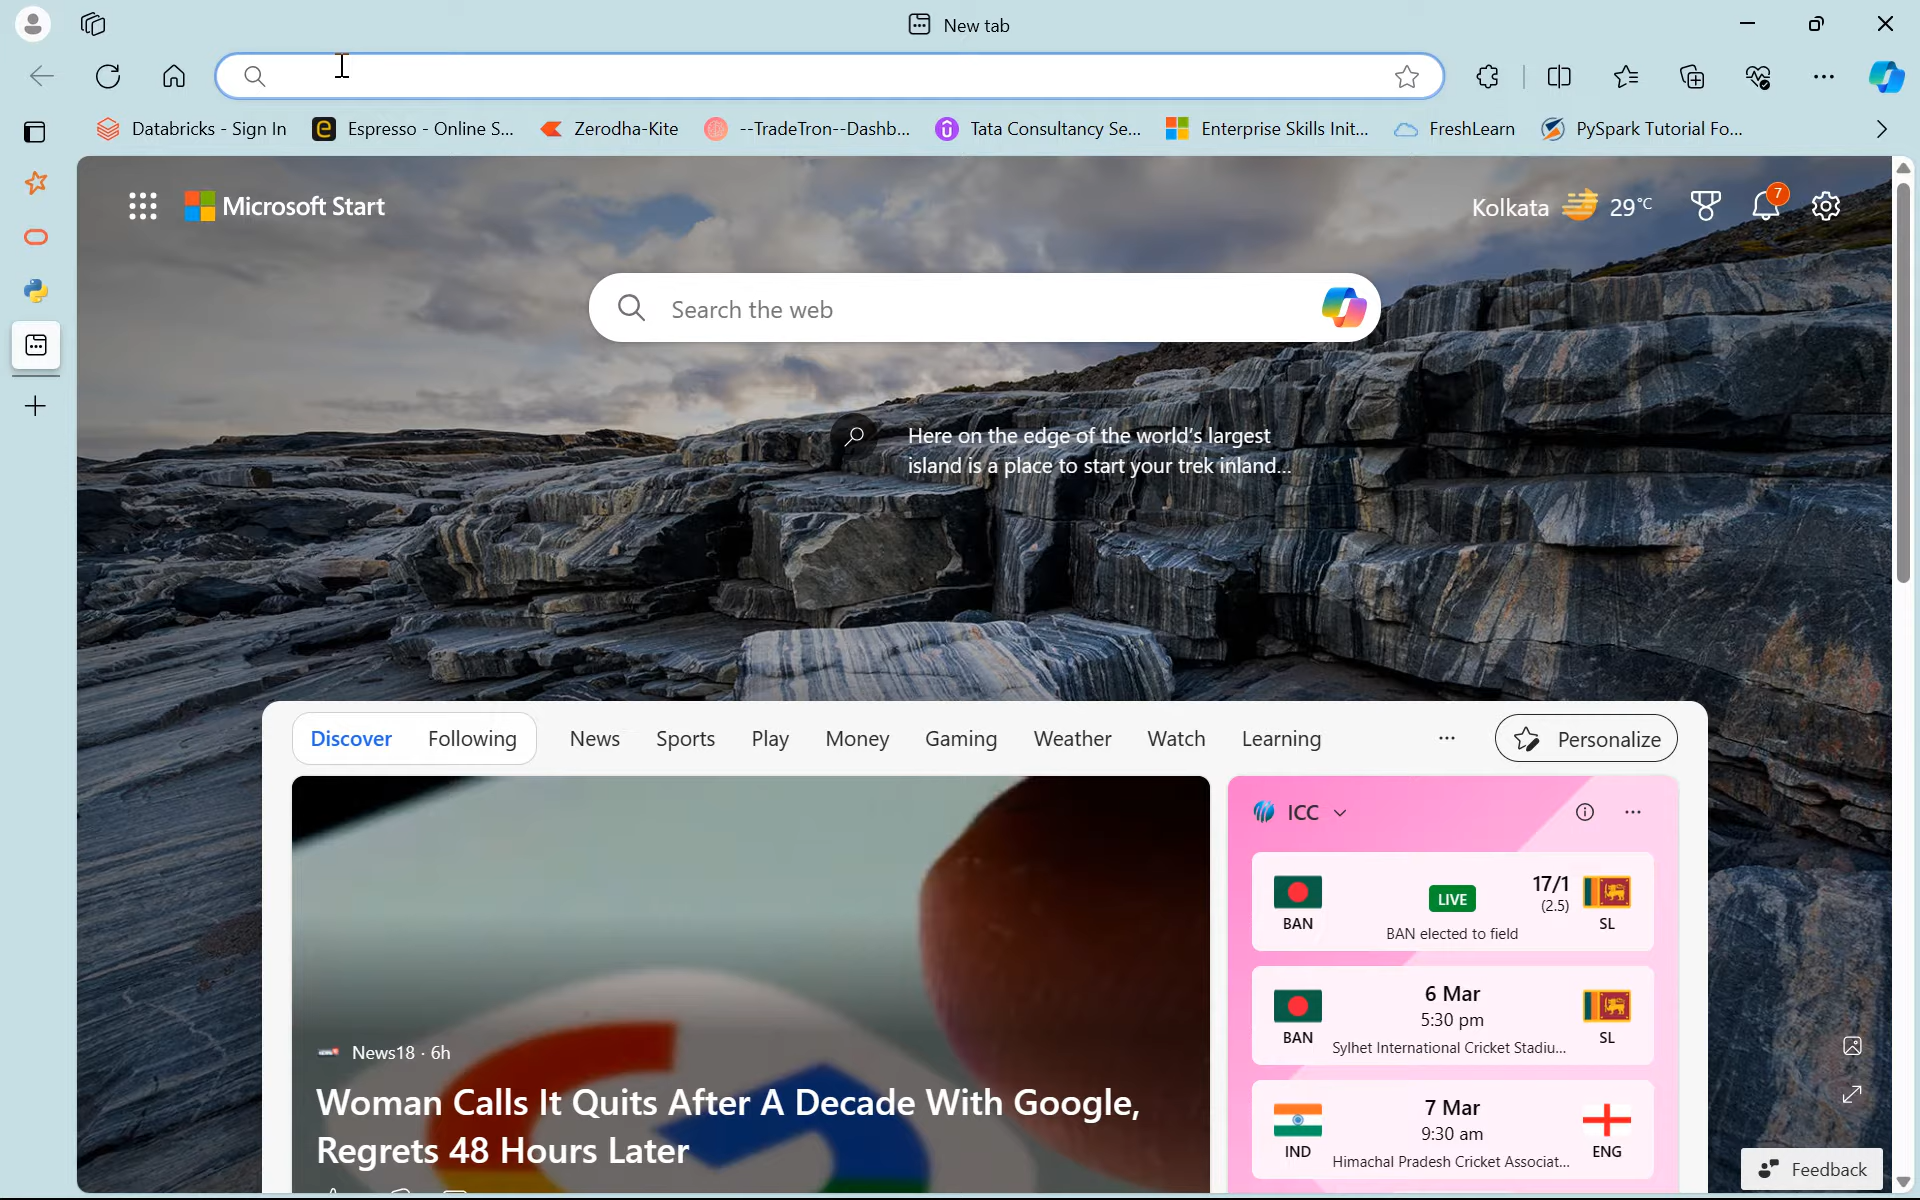 New tab
Databricks - Sign In
Espresso - Online S...
Zerodha-Kite
--TradeTron--Dashb...
Tata Consultancy Se...
Enterprise Skills Init...
FreshLearn
PySpark Tutorial Fo...
Microsoft Start
Kolkata
29°C
7
Search the web
Here on the edge of the world's largest
island is a place to start your trek inland...
Discover
Following
News
Sports
Play
Money
Gaming
Weather
Watch
Learning
...
Personalize
News18 · 6h
Woman Calls It Quits After A Decade With Google,
Regrets 48 Hours Later
ICC
BAN
LIVE
BAN elected to field
17/1
(2.5)
SL
BAN
6 Mar
5:30 pm
Sylhet International Cricket Stadiu...
SL
IND
7 Mar
9:30 am
Himachal Pradesh Cricket Associat...
ENG
Feedback